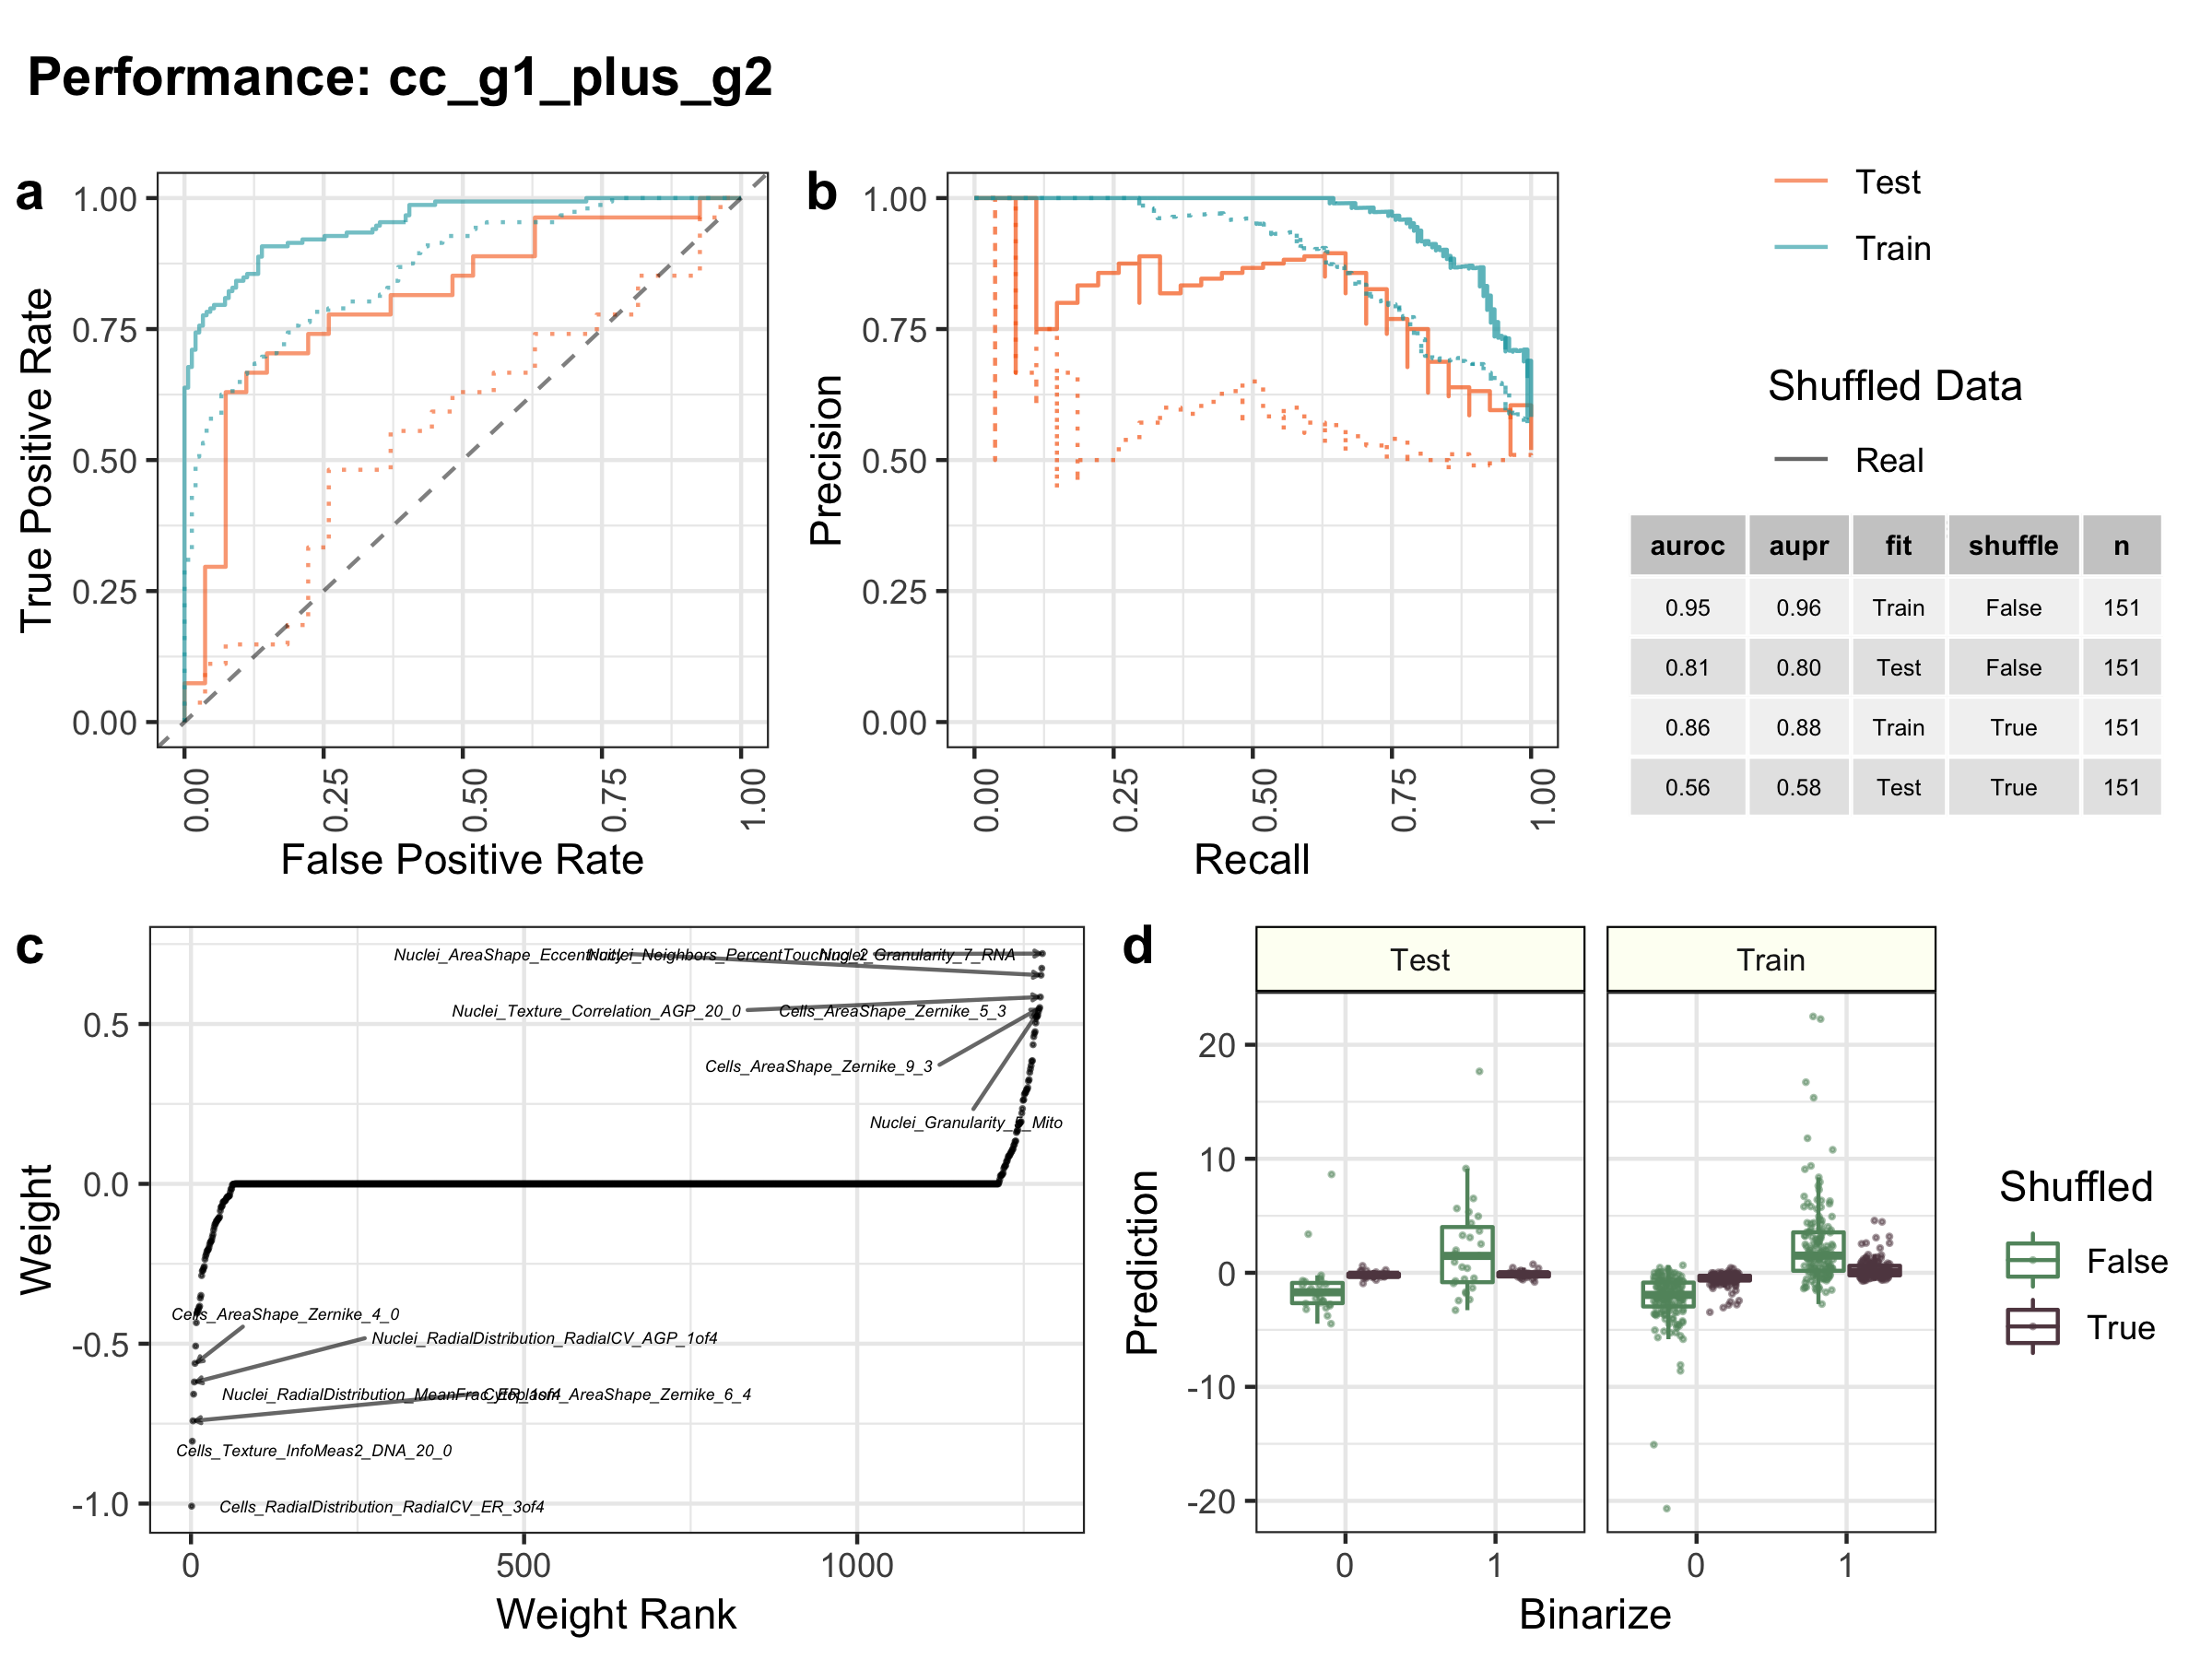 Performance: cc_g1_plus_g2
a
1.00
0.75
0.50
0.25
0.00
True Positive Rate
0.00
0.25
0.50
0.75
1.00
False Positive Rate
b
1.00
0.75
0.50
0.25
0.00
Precision
0.00
0.25
0.50
0.75
1.00
Recall
Test
Train
Shuffled Data
Real
auroc aupr fit shuffle n
0.95 0.96 Train False 151
0.81 0.80 Test False 151
0.86 0.88 Train True 151
0.56 0.58 Test True 151
c
0.5
0.0
-0.5
-1.0
Weight
Nuclei_AreaShape_Eccentricity
Nuclei_Neighbors_PercentTouching_2
Nuclei_Granularity_7_RNA
Nuclei_Texture_Correlation_AGP_20_0
Cells_AreaShape_Zernike_5_3
Cells_AreaShape_Zernike_9_3
Nuclei_Granularity_5_Mito
Cells_AreaShape_Zernike_4_0
Nuclei_RadialDistribution_RadialCV_AGP_1of4
Nuclei_RadialDistribution_MeanFrac_ER_1of4
Cytoplasm_AreaShape_Zernike_6_4
Cells_Texture_InfoMeas2_DNA_20_0
Cells_RadialDistribution_RadialCV_ER_3of4
0
500
1000
Weight Rank
d
Test
Train
20
10
0
-10
-20
Prediction
0
1
0
1
Binarize
Shuffled
False
True